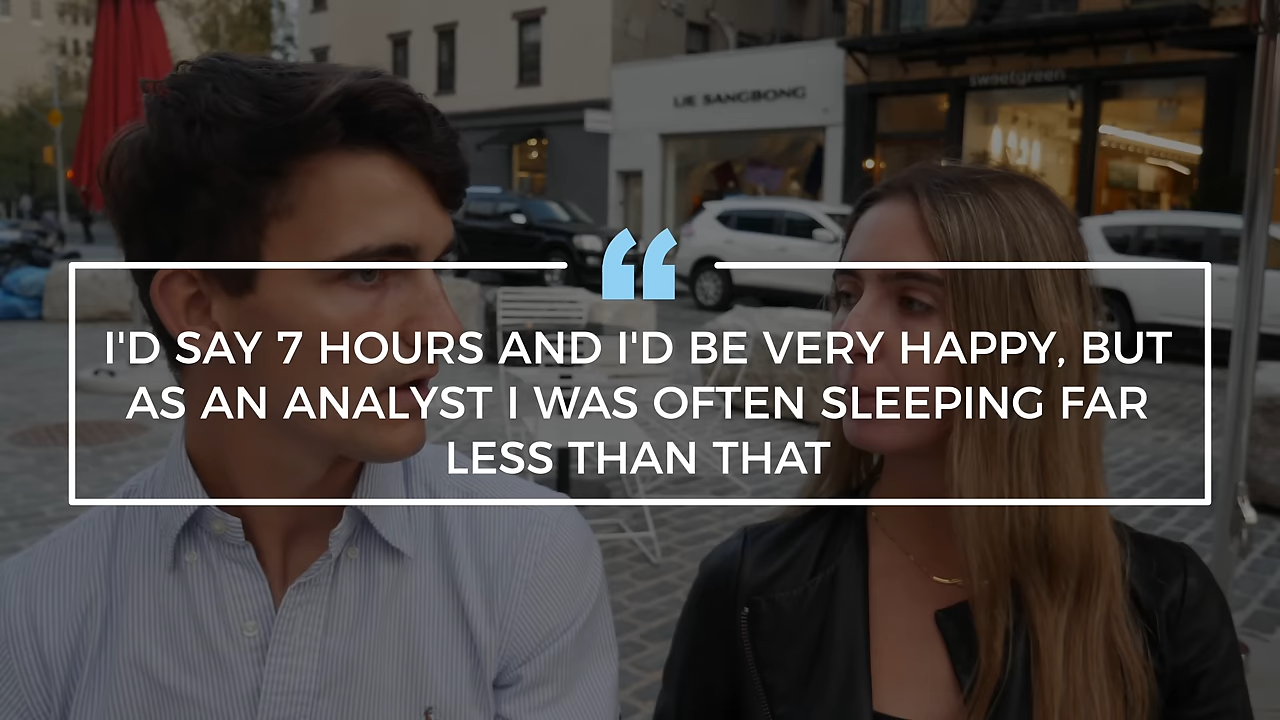 LIE SANGBONG
sweetgreen
“
I'D SAY 7 HOURS AND I'D BE VERY HAPPY, BUT
AS AN ANALYST I WAS OFTEN SLEEPING FAR
LESS THAN THAT